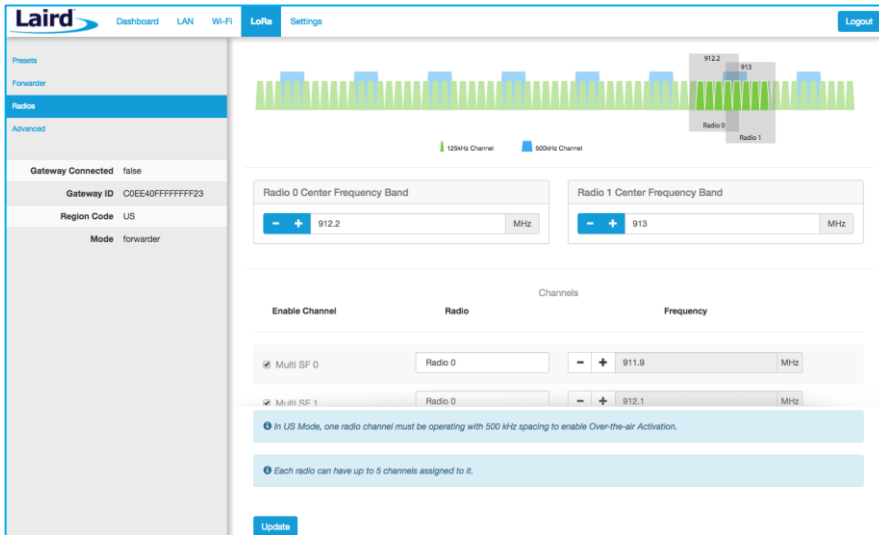 Laird
Dashboard LAN Wi-Fi LoRa Settings Logout
Presets
Forwarder
Radios
Advanced
Gateway Connected false
Gateway ID C0EE40FFFFFFFF23
Region Code US
Mode forwarder
912.2
913
Radio 0
Radio 1
125kHz Channel 500kHz Channel
Radio 0 Center Frequency Band Radio 1 Center Frequency Band
- + 912.2 MHz - + 913 MHz
Channels
Enable Channel Radio Frequency
Multi SF 0 Radio 0 - + 911.9 MHz
Multi SF 1 Radio 0 - + 912.1 MHz
In US Mode, one radio channel must be operating with 500 kHz spacing to enable Over-the-air Activation.
Each radio can have up to 5 channels assigned to it.
Update